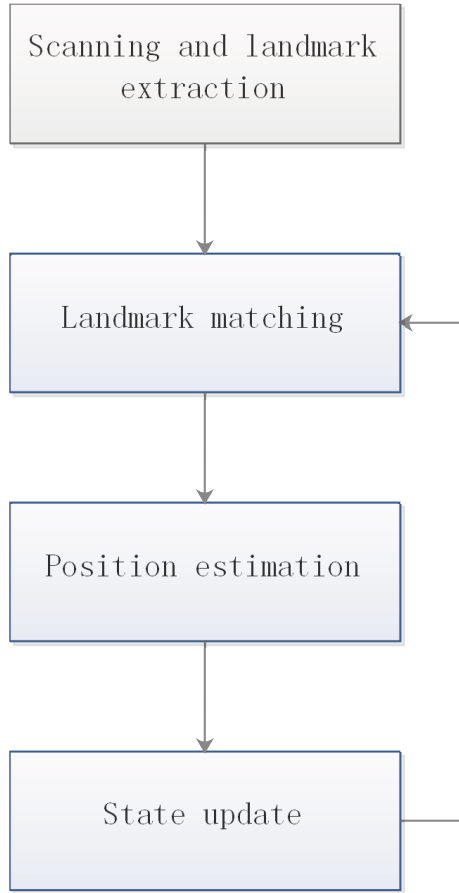 Scanning and landmark
extraction
Landmark matching
Position estimation
State update